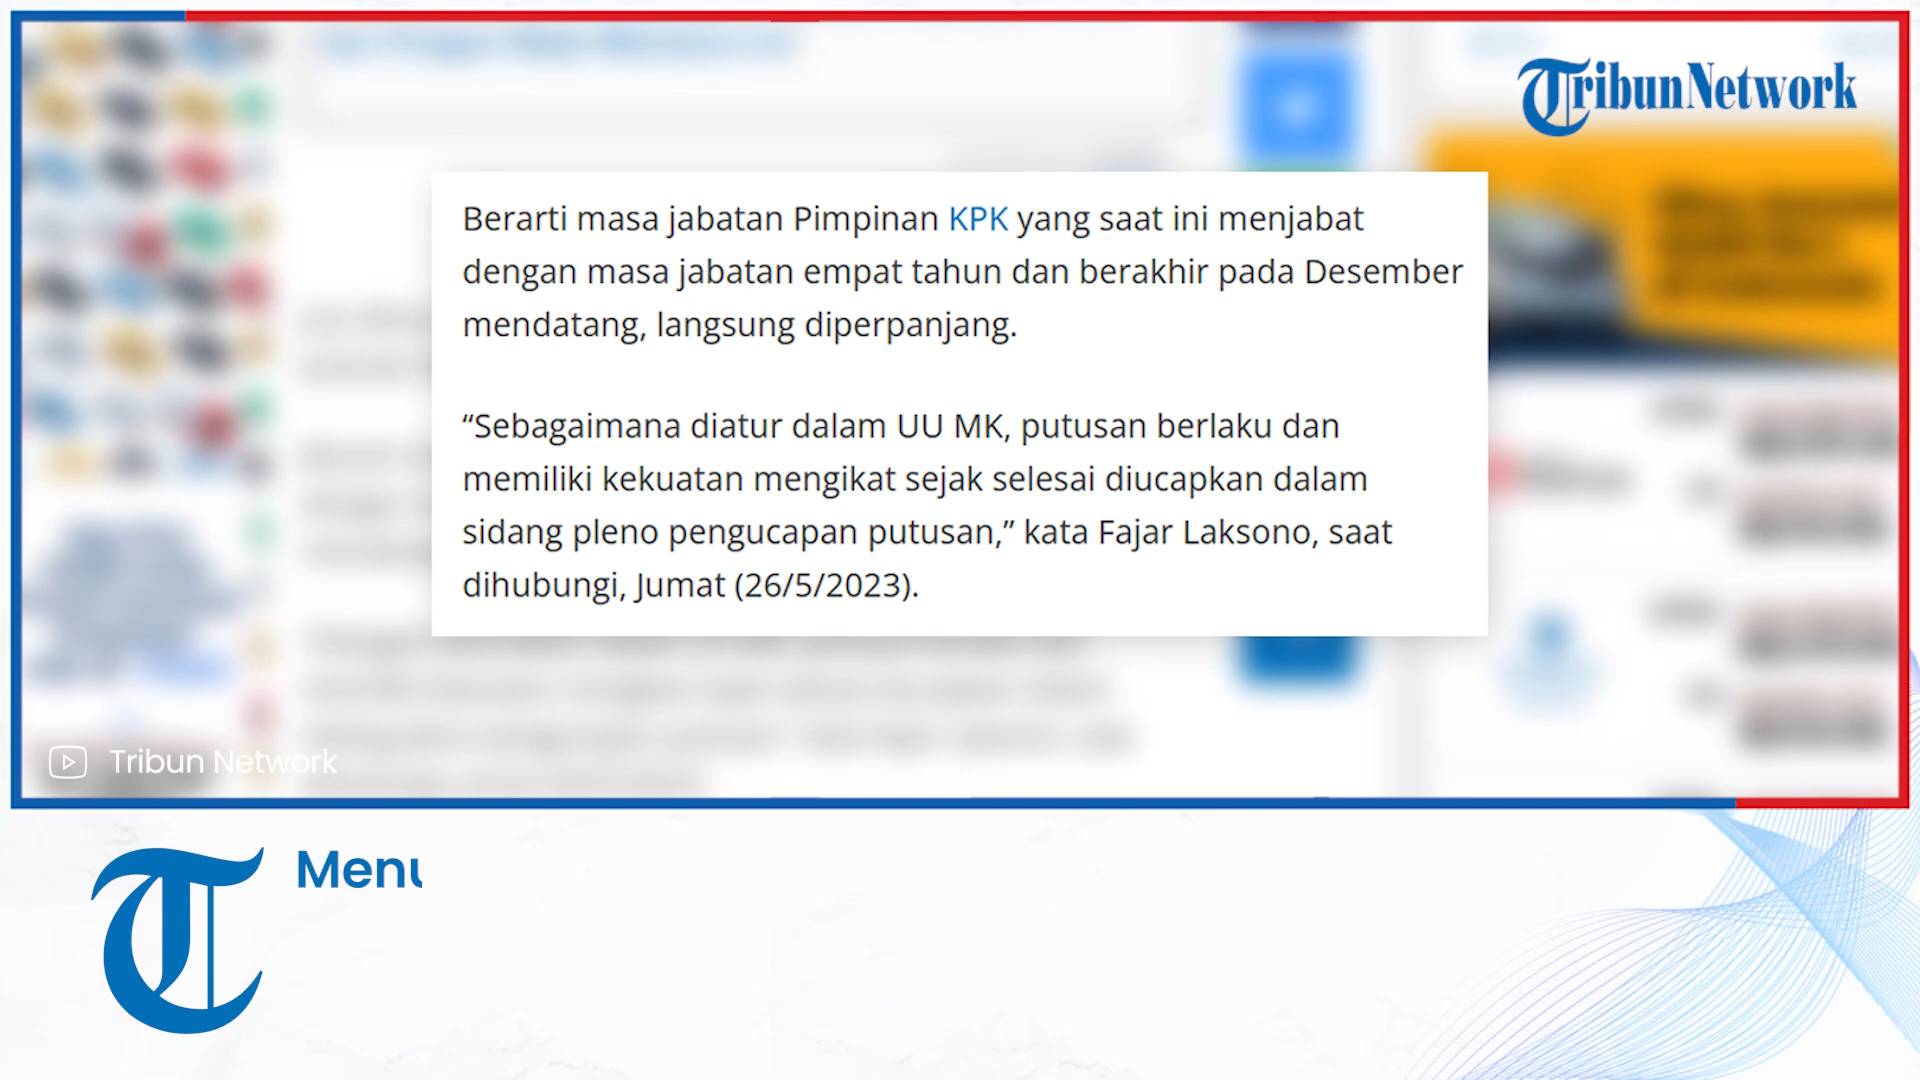 Tribun Network
Berarti masa jabatan Pimpinan KPK yang saat ini menjabat
dengan masa jabatan empat tahun dan berakhir pada Desember
mendatang, langsung diperpanjang.
“Sebagaimana diatur dalam UU MK, putusan berlaku dan
memiliki kekuatan mengikat sejak selesai diucapkan dalam
sidang pleno pengucapan putusan,” kata Fajar Laksono, saat
dihubungi, Jumat (26/5/2023).
Tribun Network